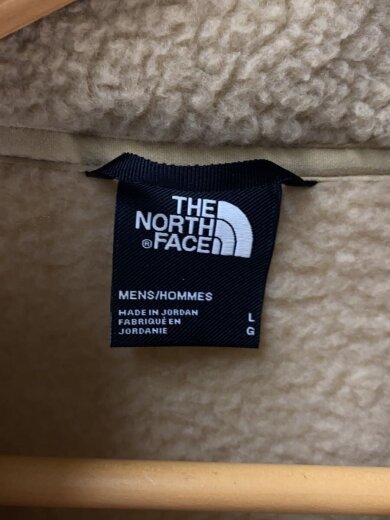 THE
NORTH
® FACE
MENS/HOMMES
MADE IN JORDAN
FABRIQUÉ EN
JORDANIE
L
G